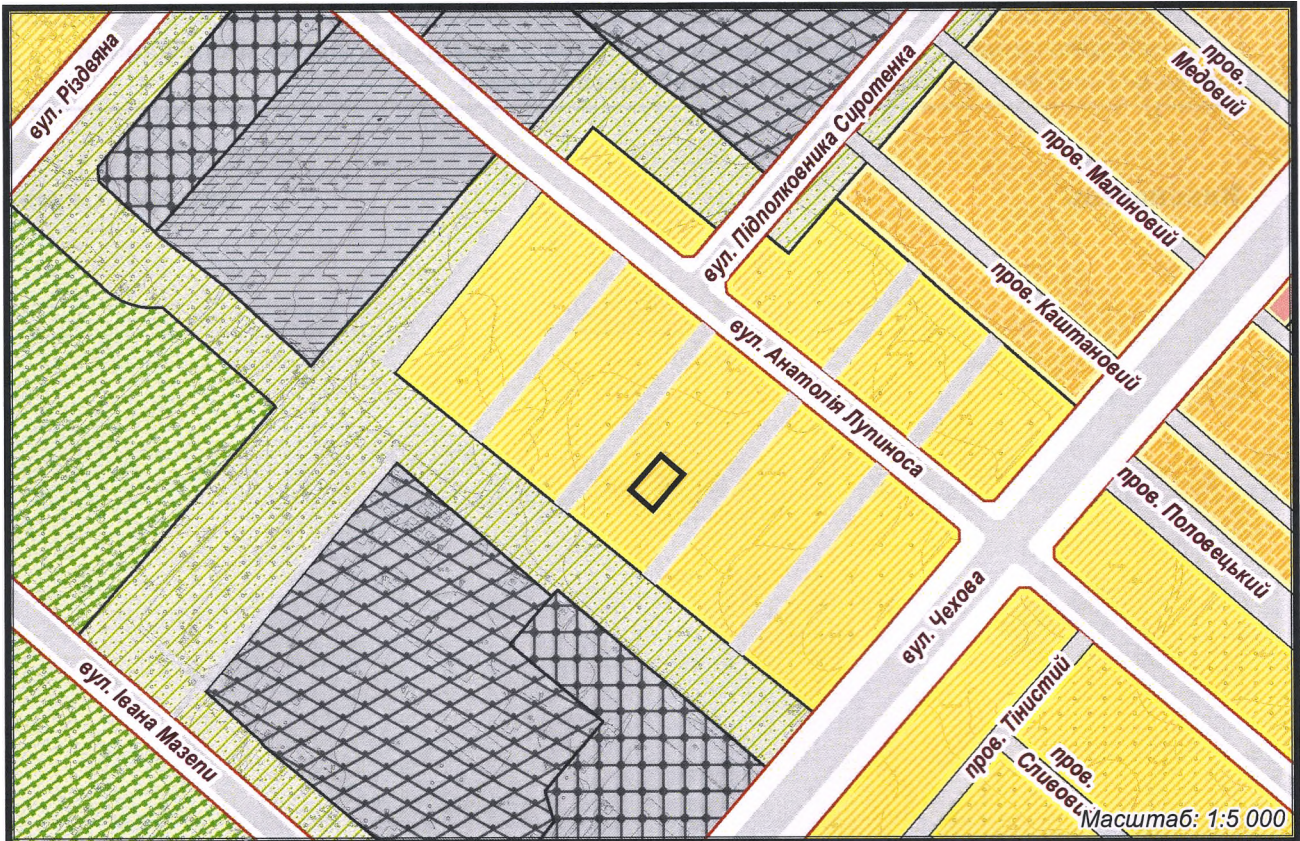 вул. Різдвяна
вул. Підполковника Сиротенка
пров.
Медовий
пров. Малиновий
пров. Каштановий
вул. Анатолія Лупиноса
пров. Половецький
вул. Чехова
вул. Івана Мазепи
пров. Тінистий
пров.
Сливовий
Масштаб: 1:5 000